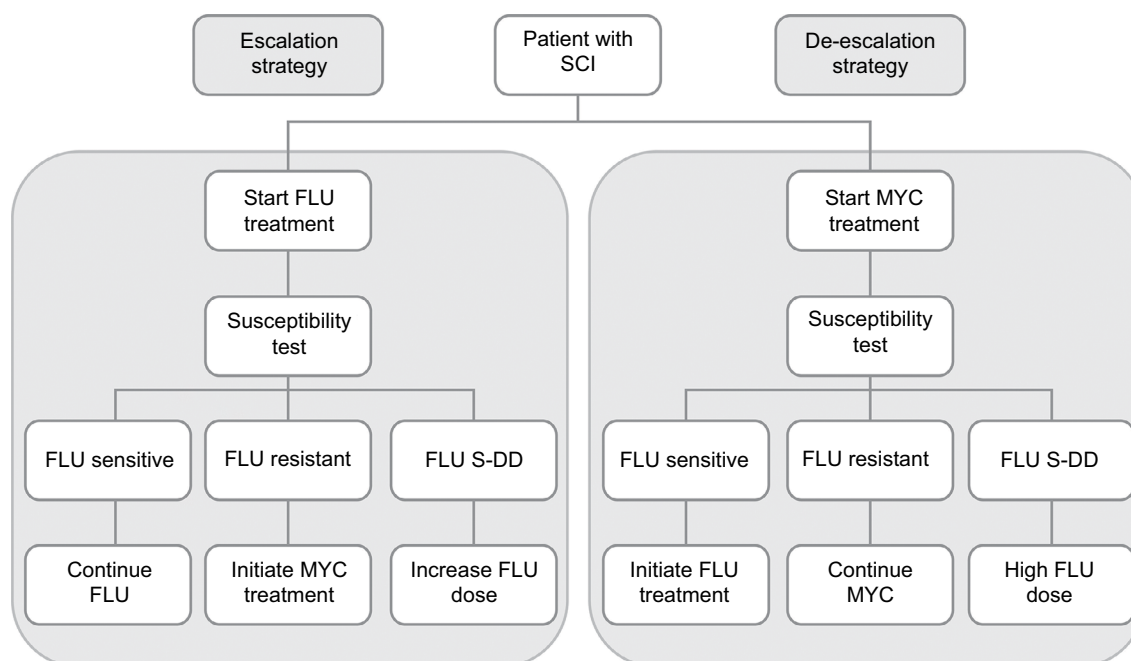 Escalation
strategy
Patient with
SCI
De-escalation
strategy
Start FLU
treatment
Start MYC
treatment
Susceptibility
test
Susceptibility
test
FLU sensitive
FLU resistant
FLU S-DD
FLU sensitive
FLU resistant
FLU S-DD
Continue
FLU
Initiate MYC
treatment
Increase FLU
dose
Initiate FLU
treatment
Continue
MYC
High FLU
dose